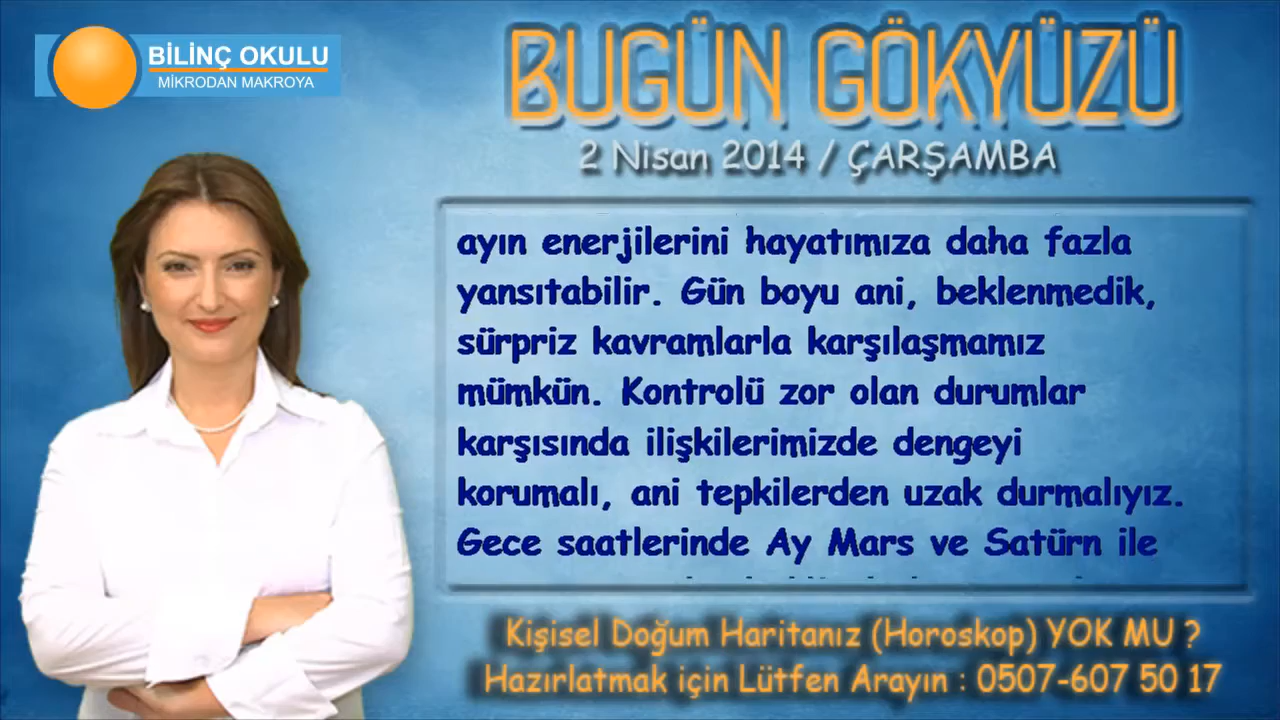 BİLİNÇ OKULU
MİKRODAN MAKROYA
BUGÜN GÖKYÜZÜ
2 Nisan 2014 / ÇARŞAMBA
ayın enerjilerini hayatımıza daha fazla
yansıtabilir. Gün boyu ani, beklenmedik,
sürpriz kavramlarla karşılaşmamız
mümkün. Kontrolü zor olan durumlar
karşısında ilişkilerimizde dengeyi
korumalı, ani tepkilerden uzak durmalıyız.
Gece saatlerinde Ay Mars ve Satürn ile
Kişisel Doğum Haritanız (Horoskop) YOK MU ?
Hazırlatmak için Lütfen Arayın : 0507-607 50 17